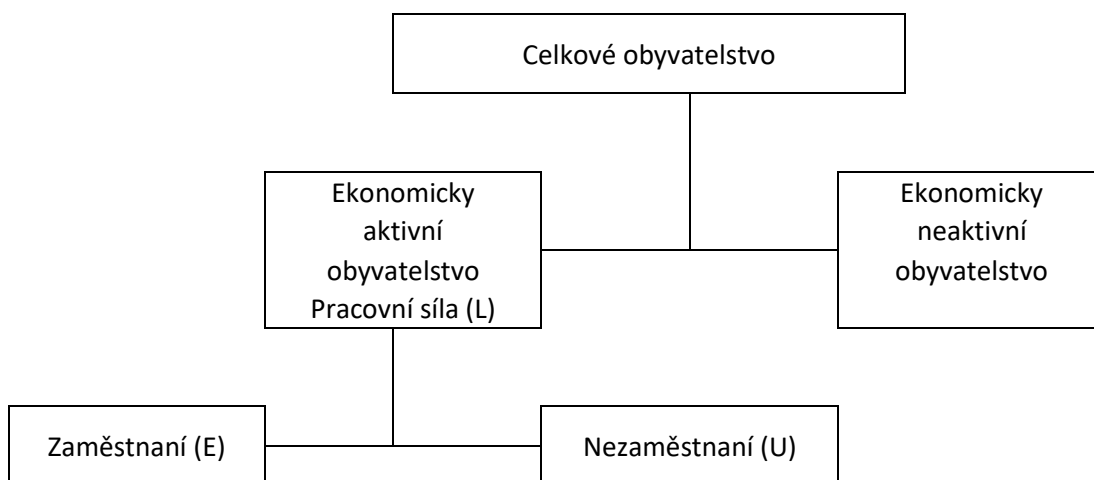 Celkové obyvatelstvo
Ekonomicky
aktivní
obyvatelstvo
Pracovní síla (L)
Ekonomicky
neaktivní
obyvatelstvo
Zaměstnaní (E)
Nezaměstnaní (U)